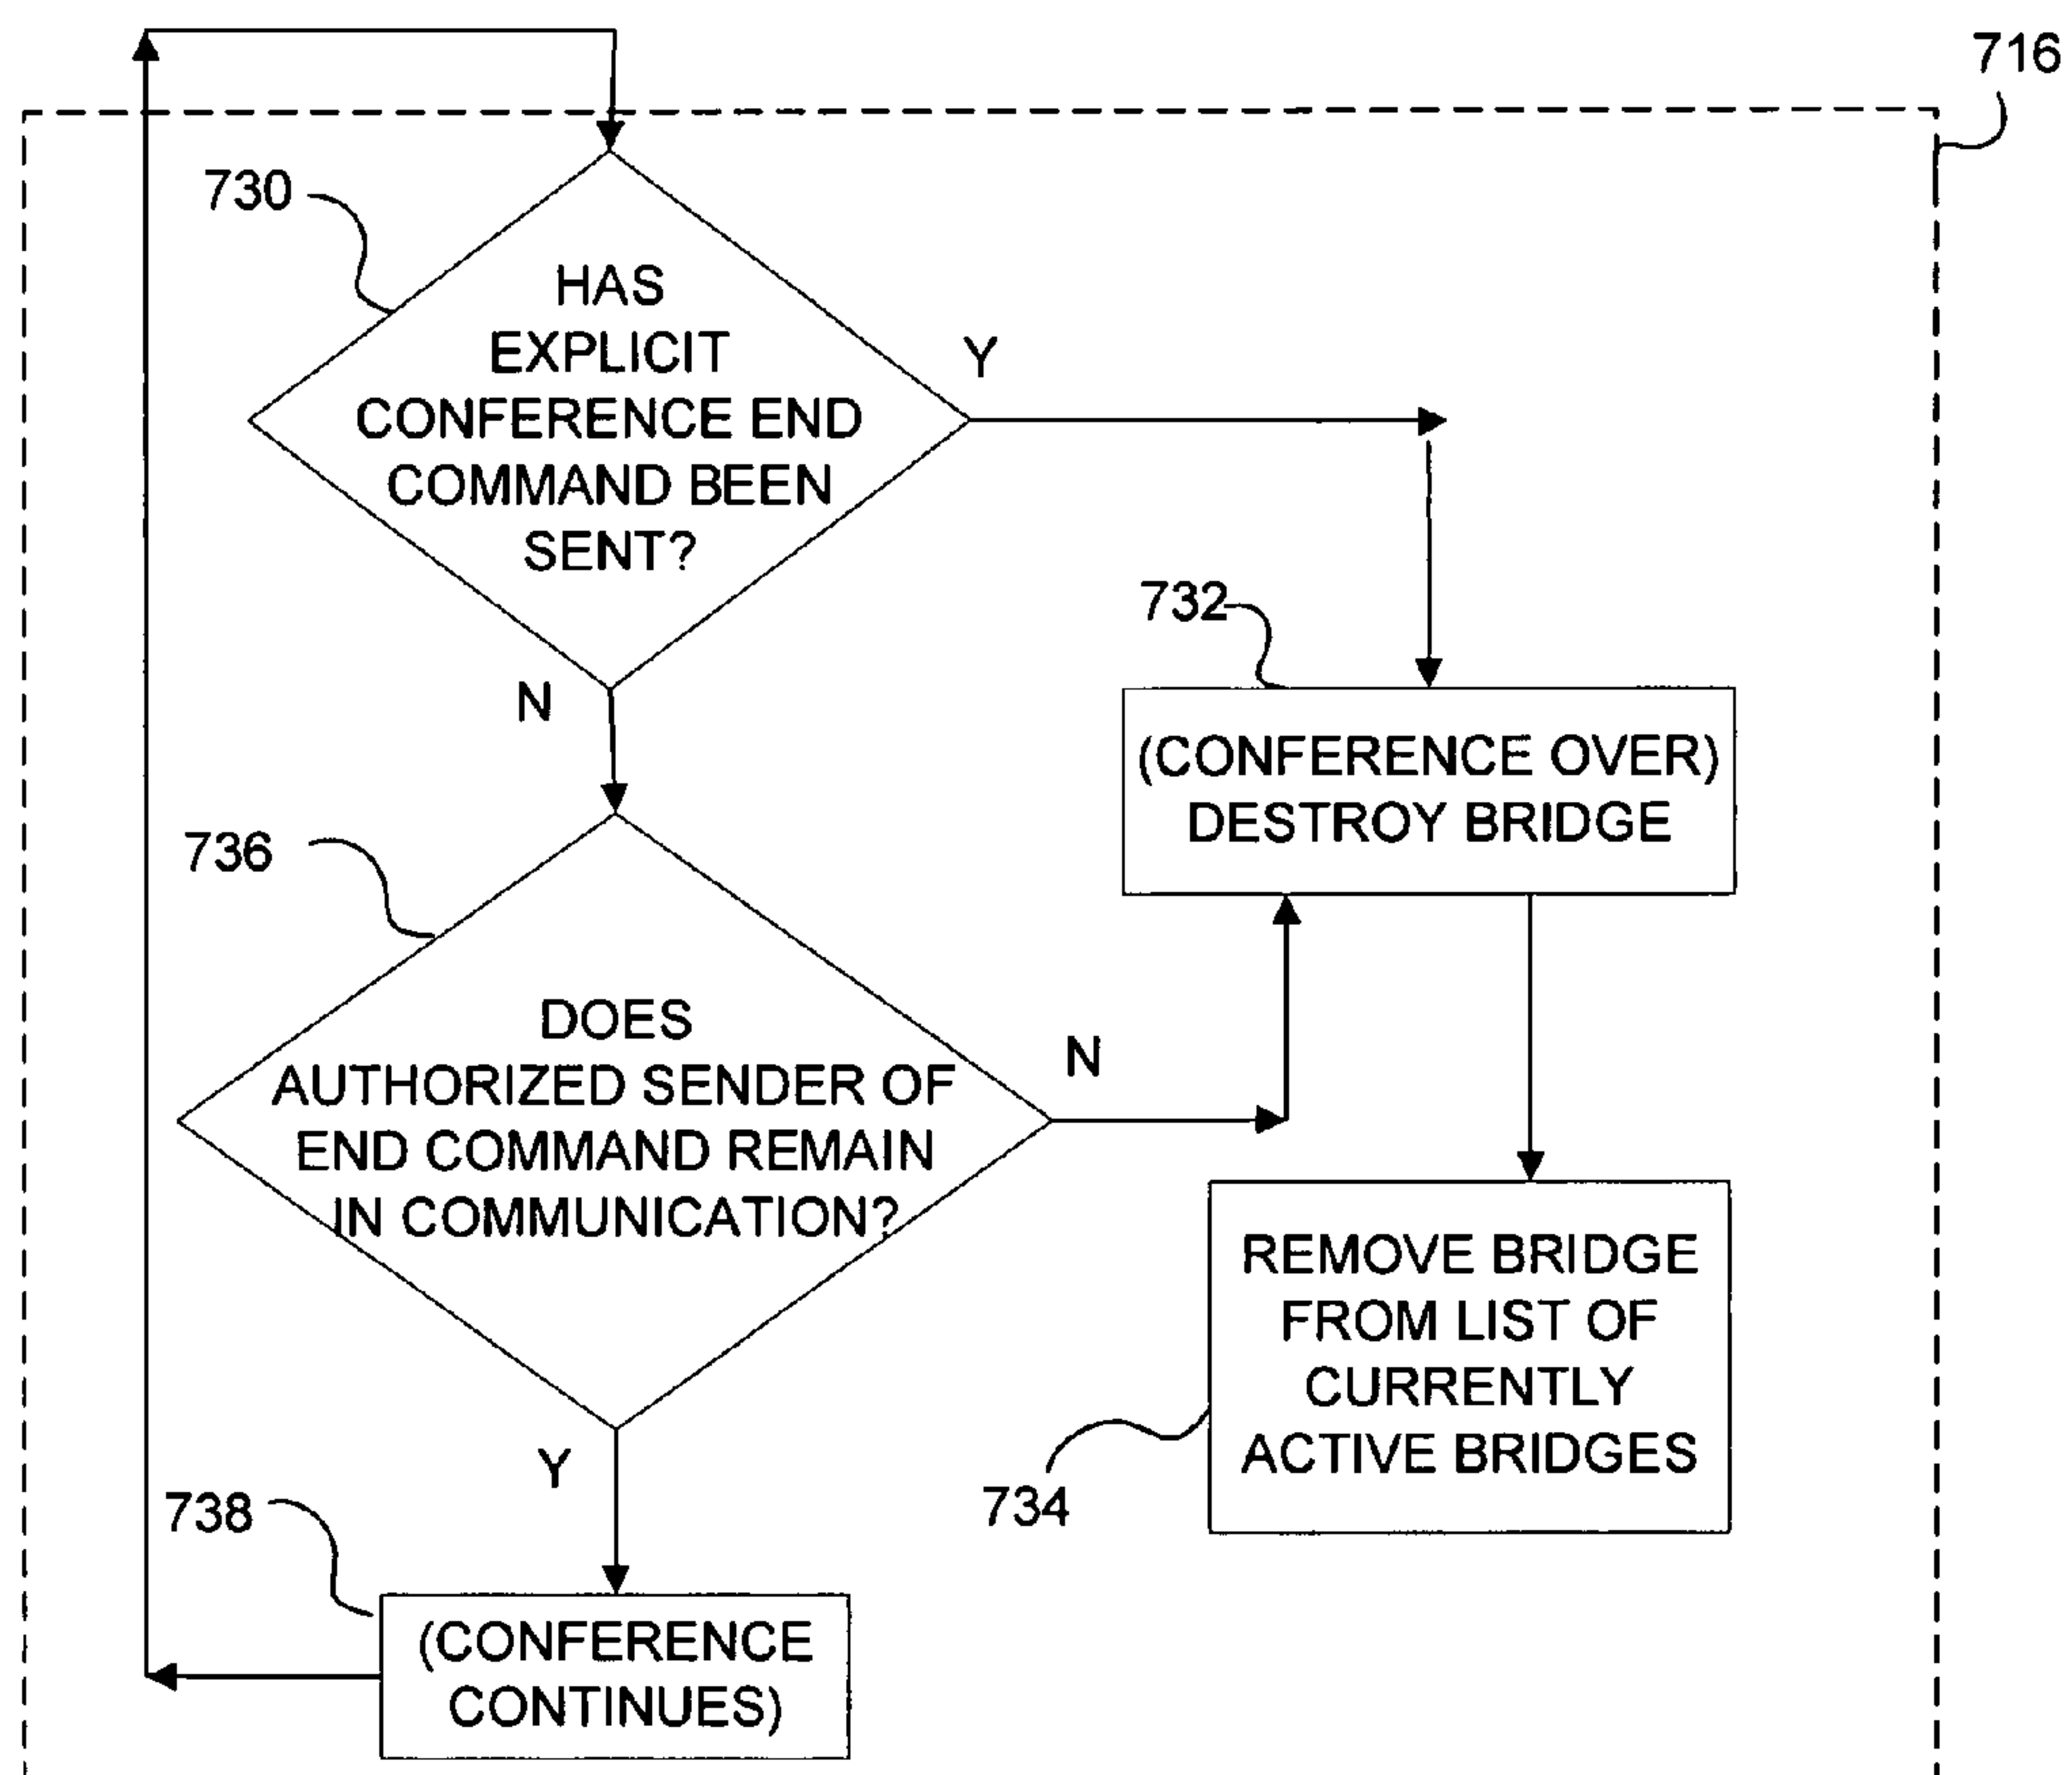 716
730
HAS
EXPLICIT
CONFERENCE END
COMMAND BEEN
SENT?
Y
N
732
(CONFERENCE OVER)
DESTROY BRIDGE
736
DOES
AUTHORIZED SENDER OF
END COMMAND REMAIN
IN COMMUNICATION?
N
Y
REMOVE BRIDGE
FROM LIST OF
CURRENTLY
ACTIVE BRIDGES
734
738
(CONFERENCE
CONTINUES)